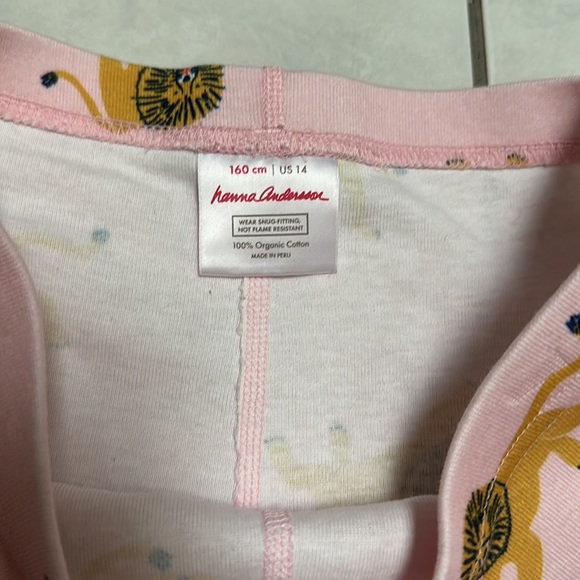 160 cm | US 14
hanna andersson
WEAR SNUG-FITTING,
NOT FLAME RESISTANT
100% Organic Cotton
MADE IN PERU